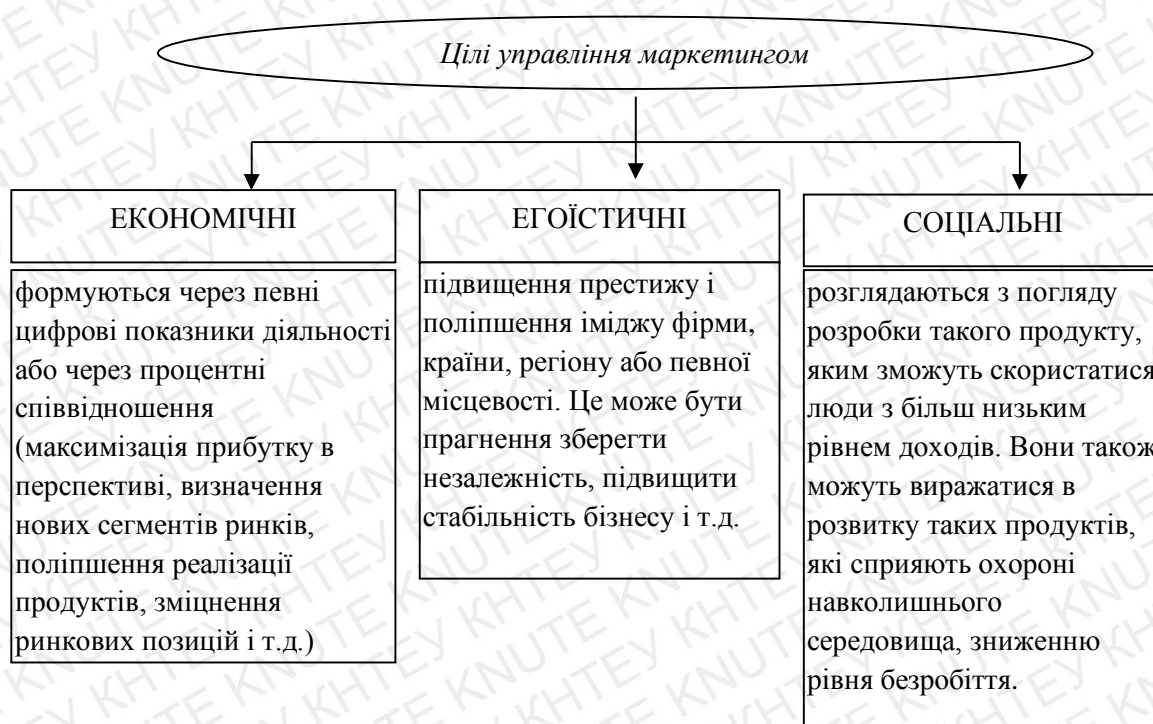 Цілі управління маркетингом
ЕКОНОМІЧНІ
формуються через певні
цифрові показники діяльності
або через процентні
співвідношення
(максимізація прибутку в
перспективі, визначення
нових сегментів ринків,
поліпшення реалізації
продуктів, зміцнення
ринкових позицій і т.д.)
ЕГОЇСТИЧНІ
підвищення престижу і
поліпшення іміджу фірми,
країни, регіону або певної
місцевості. Це може бути
прагнення зберегти
незалежність, підвищити
стабільність бізнесу і т.д.
СОЦІАЛЬНІ
розглядаються з погляду
розробки такого продукту,
яким зможуть скористатися
люди з більш низьким
рівнем доходів. Вони також
можуть виражатися в
розвитку таких продуктів,
які сприяють охороні
навколишнього
середовища, зниженню
рівня безробіття.